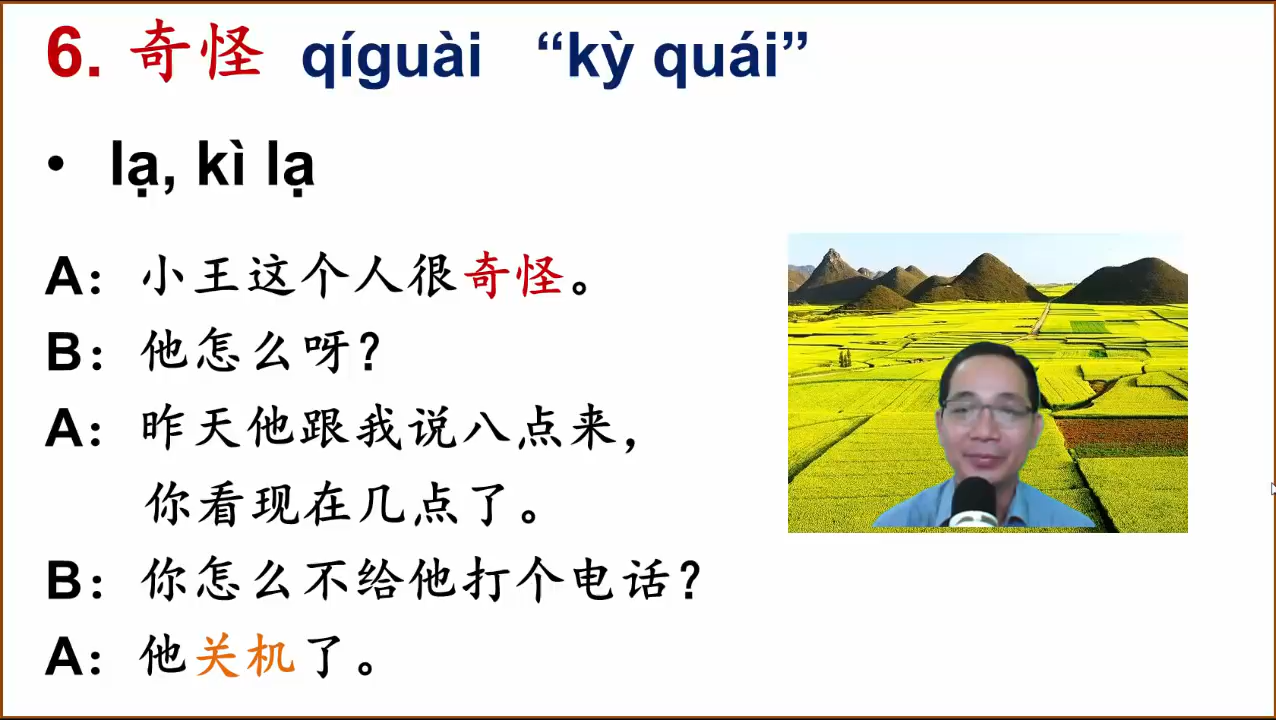 6. 奇怪 qíguài “kỳ quái”
• lạ, kì lạ
A：小王这个人很奇怪。
B：他怎么呀？
A：昨天他跟我说八点来，
你看现在几点了。
B：你怎么不给他打个电话？
A：他关机了。